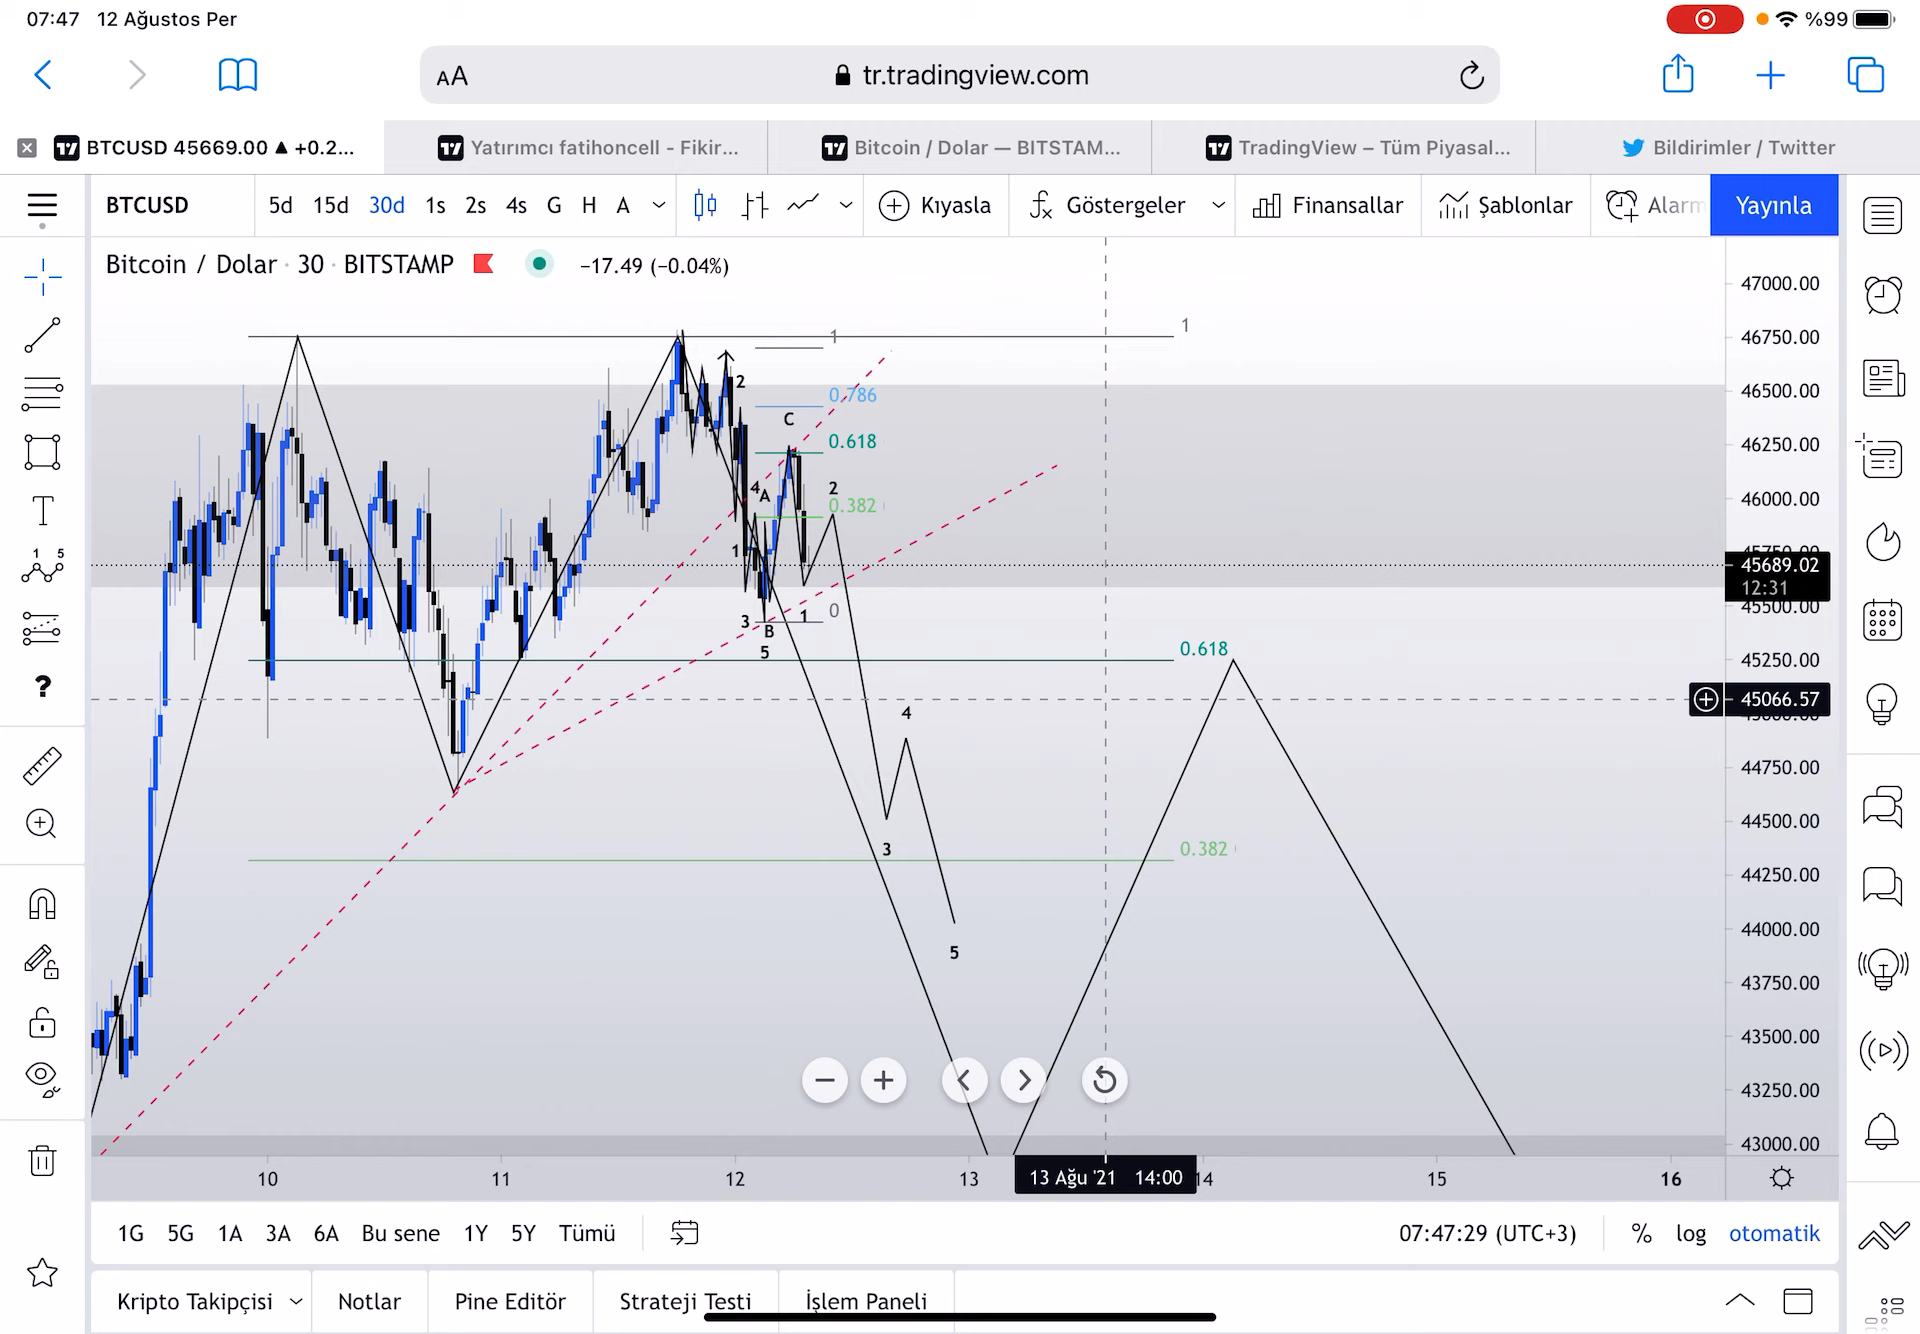 07:47 12 Ağustos Per
%99
AA
tr.tradingview.com
BTCUSD 45669.00 ▲ +0.2...
Yatırımcı fatihoncell - Fikir...
Bitcoin / Dolar — BITSTAM...
TradingView – Tüm Piyasal...
Bildirimler / Twitter
BTCUSD
5d 15d 30d 1s 2s 4s G H A
Kıyasla
Göstergeler
Finansallar
Şablonlar
Alarm
Yayınla
Bitcoin / Dolar · 30 · BITSTAMP
−17.49 (−0.04%)
47000.00
46750.00
46500.00
46250.00
46000.00
45750.00
45689.02
12:31
45500.00
45250.00
45066.57
45000.00
44750.00
44500.00
44250.00
44000.00
43750.00
43500.00
43250.00
43000.00
1
1
2
0.786
C
0.618
4
A
2
0.382
1
3
B
1
0
5
0.618
4
3
0.382
5
10 11 12 13 14 15 16
13 Ağu '21 14:00
1G 5G 1A 3A 6A Bu sene 1Y 5Y Tümü
07:47:29 (UTC+3)
% log otomatik
Kripto Takipçisi
Notlar
Pine Editör
Strateji Testi
İşlem Paneli